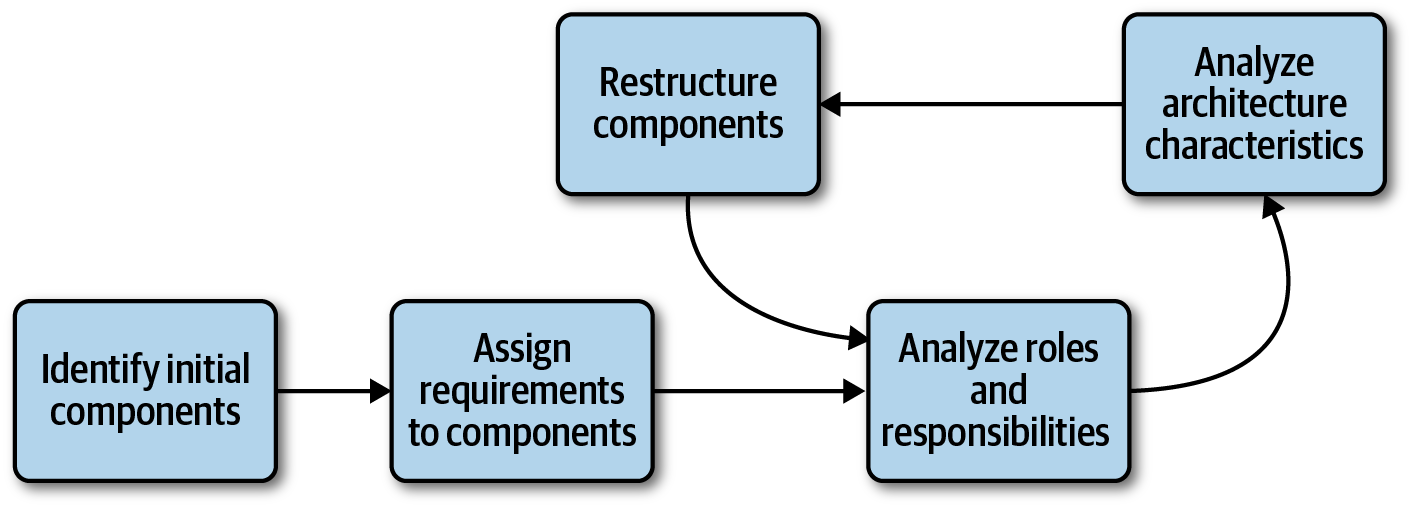 Restructure
components
Analyze
architecture
characteristics
Identify initial
components
Assign
requirements
to components
Analyze roles
and
responsibilities